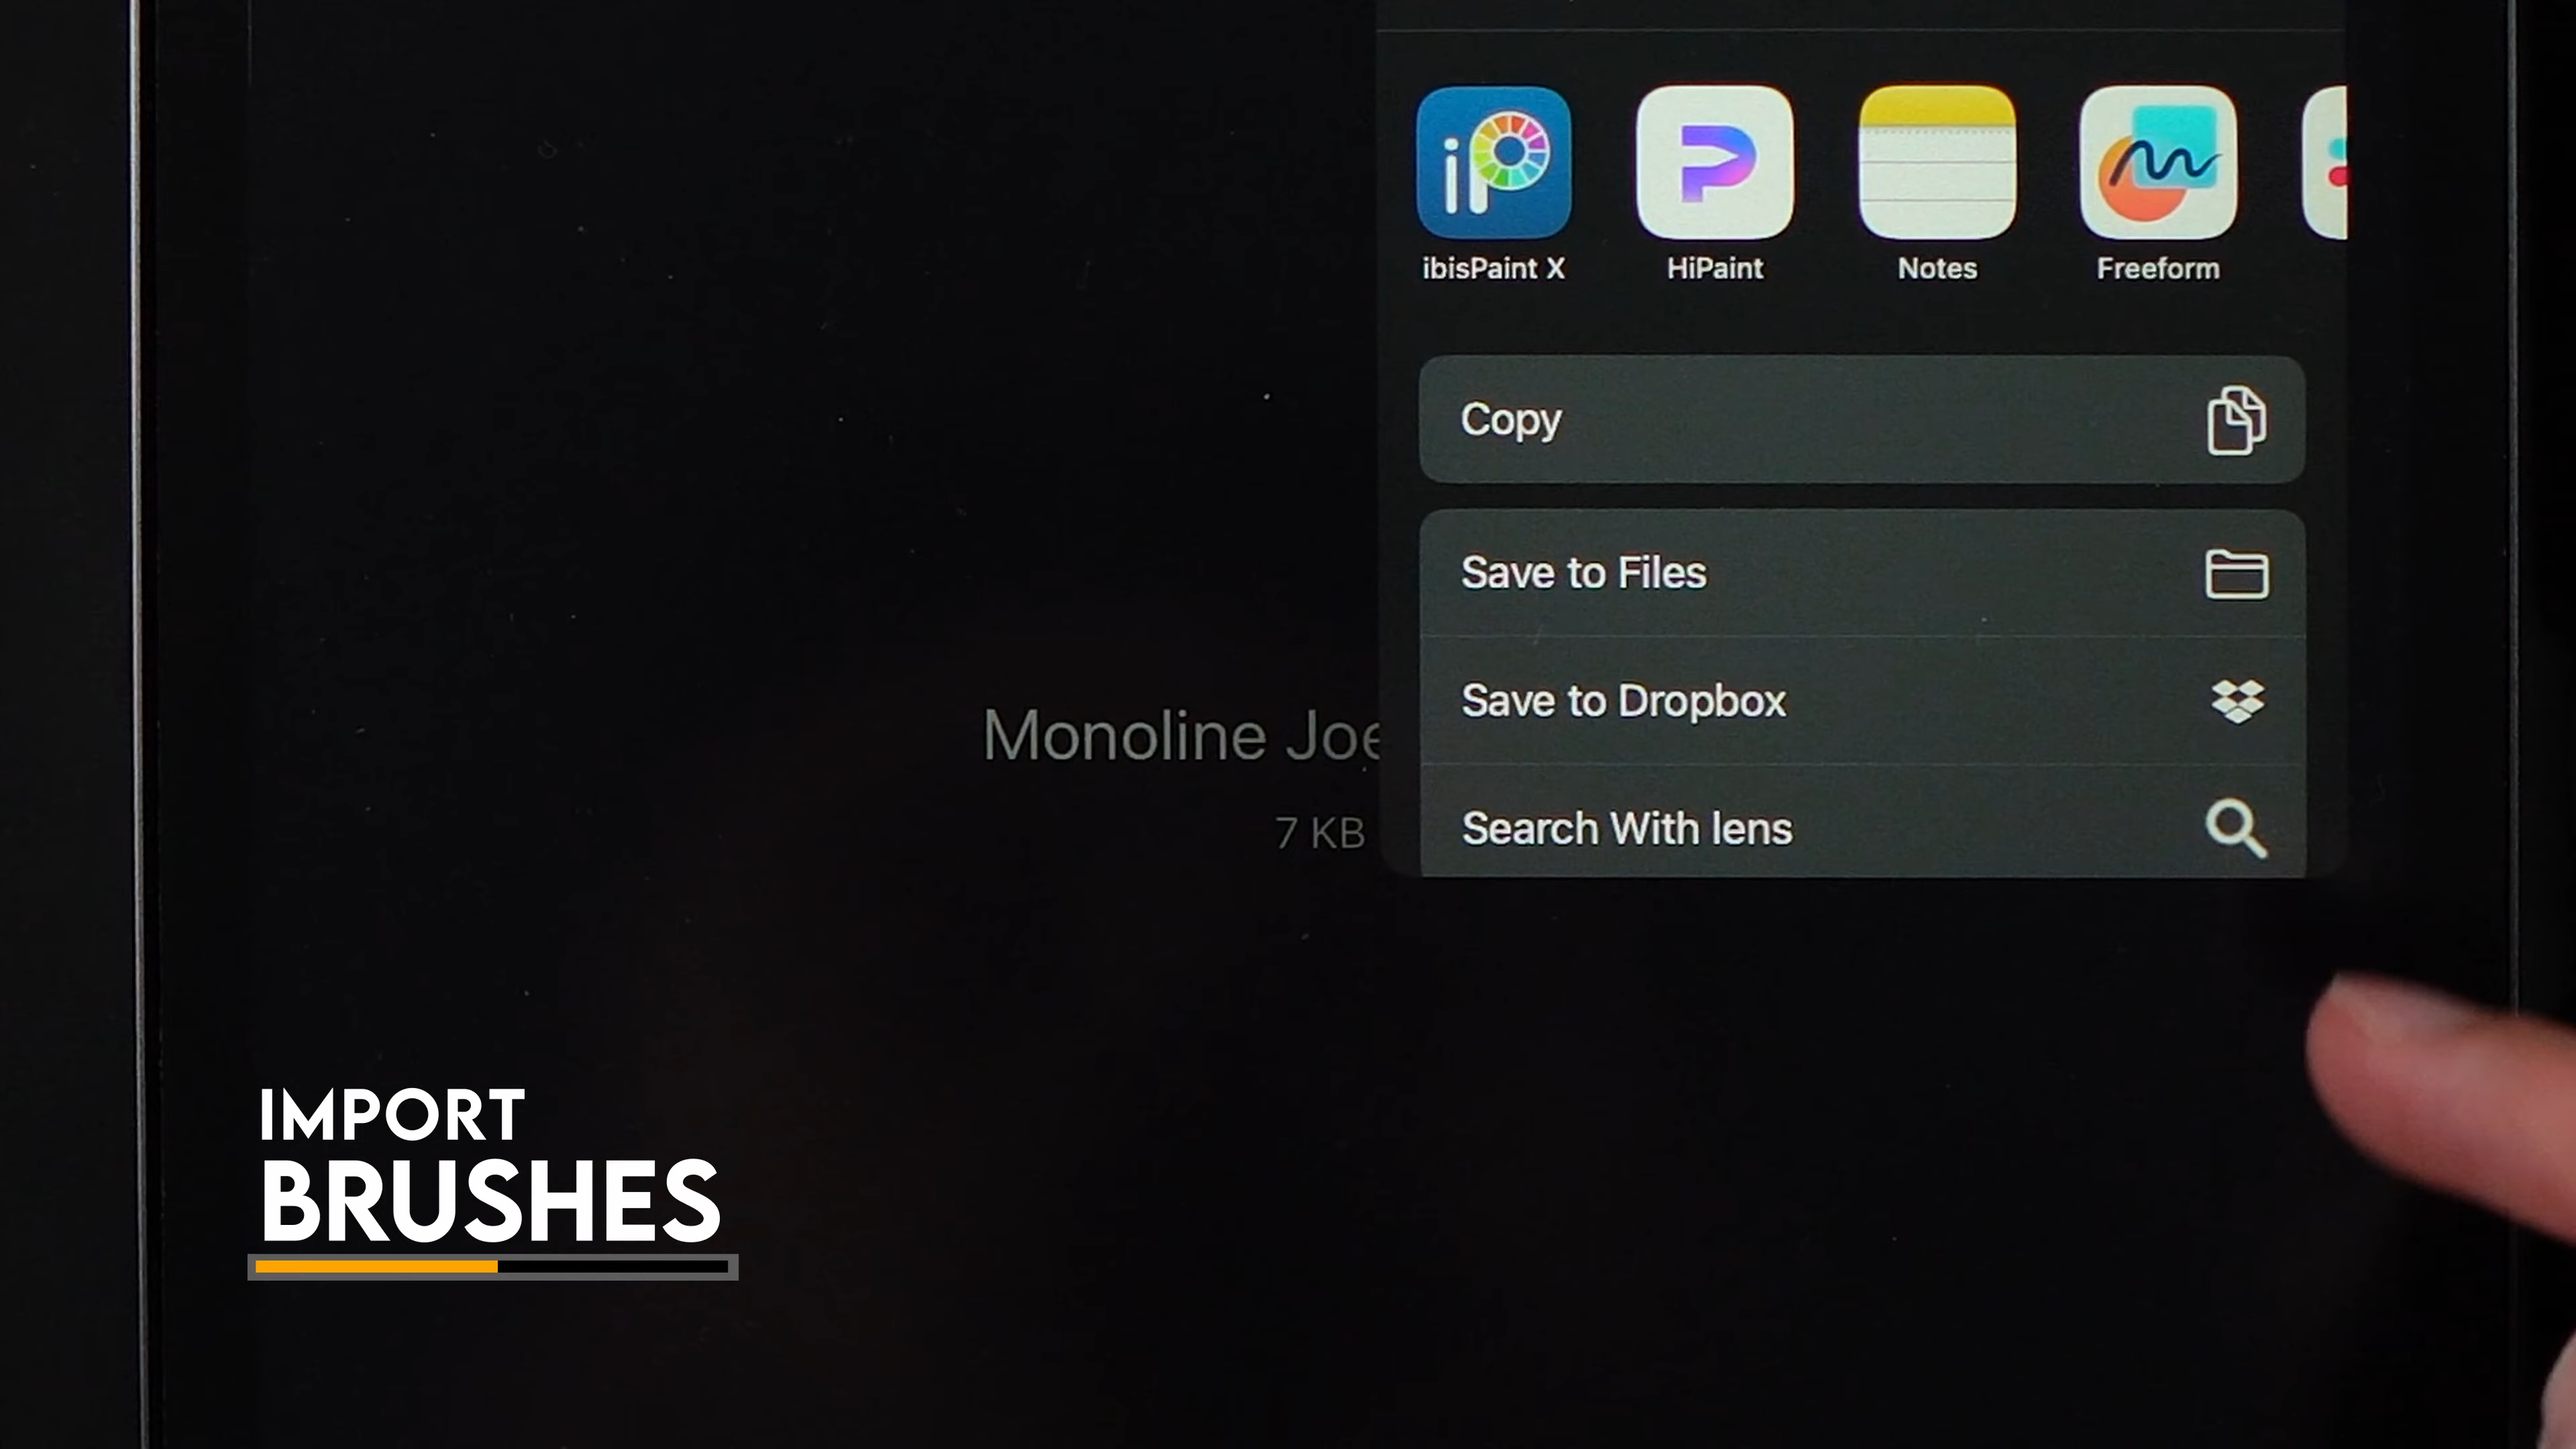 ibisPaint X
HiPaint
Notes
Freeform
Copy
Save to Files
Save to Dropbox
Monoline
7 KB
Search With lens
IMPORT
BRUSHES